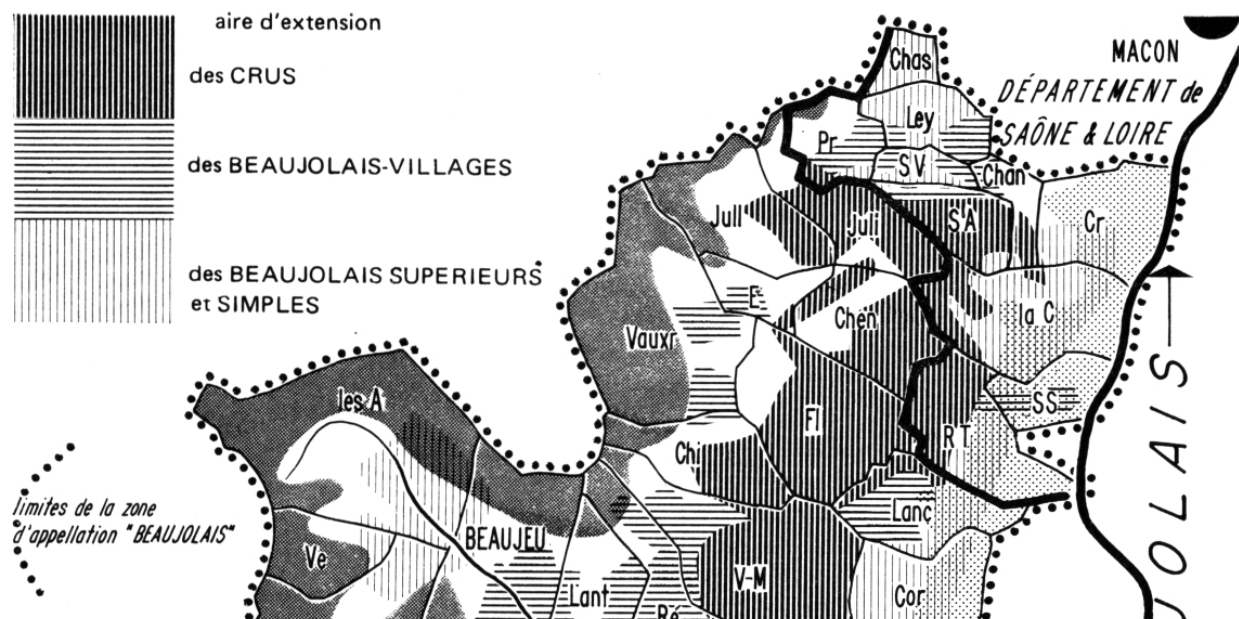 aire d'extension
des CRUS
des BEAUJOLAIS-VILLAGES
des BEAUJOLAIS SUPERIEURS
et SIMPLES
MACON
DÉPARTEMENT de
SAÔNE & LOIRE
Chas
Ley
Pr
SV
Chan
Jull
Juli
SA
Cr
E
Chen
la C
Vauxr
les A
SS
Fl
RT
Chi
limites de la zone
d'appellation "BEAUJOLAIS"
Lanc
BEAUJEU
Ve
V-M
Lant
Cor
Ré
JOLAIS